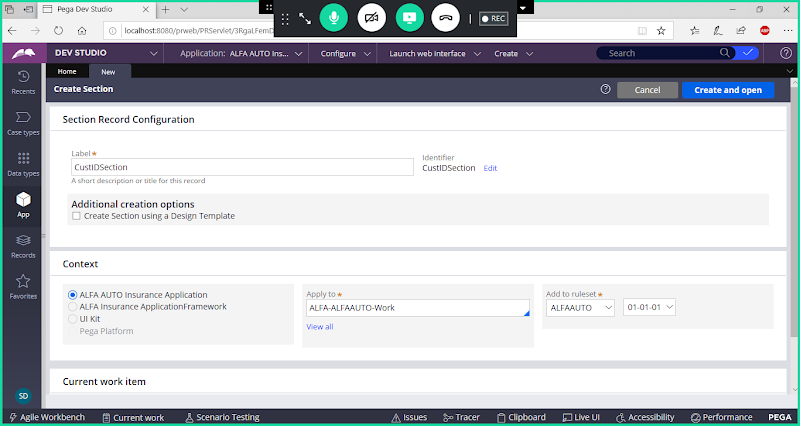 Pega Dev Studio
REC
localhost:8080/prweb/PRServlet/3RgaLFemD
ABP
DEV STUDIO
Application: ALFA AUTO Ins...
Configure
Launch web interface
Create
Search
Recents
Case types
Data types
App
Records
Favorites
SD
Home
New
Create Section
Cancel
Create and open
Section Record Configuration
Label *
CustIDSection
A short description or title for this record
Identifier
CustIDSection Edit
Additional creation options
Create Section using a Design Template
Context
ALFA AUTO Insurance Application
ALFA Insurance ApplicationFramework
UI Kit
Pega Platform
Apply to *
ALFA-ALFAAUTO-Work
View all
Add to ruleset *
ALFAAUTO 01-01-01
Current work item
Agile Workbench
Current work
Scenario Testing
Issues
Tracer
Clipboard
Live UI
Accessibility
Performance
PEGA